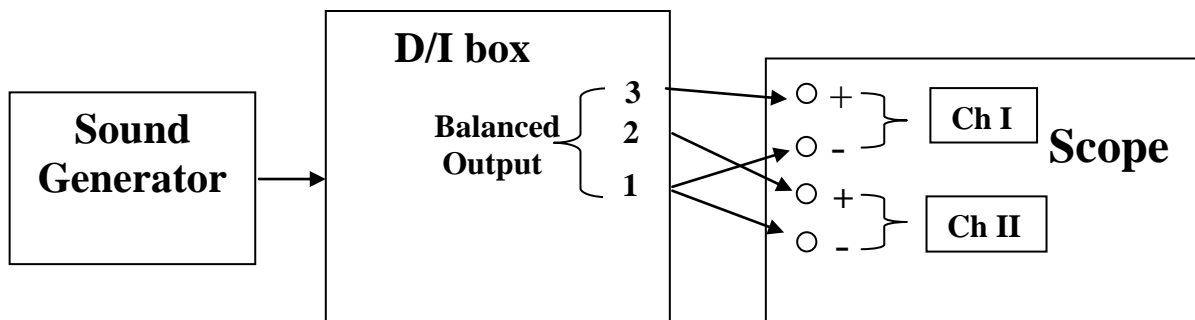 Sound
Generator
D/I box
Balanced
Output
3
2
1
+
-
+
-
Ch I
Ch II
Scope